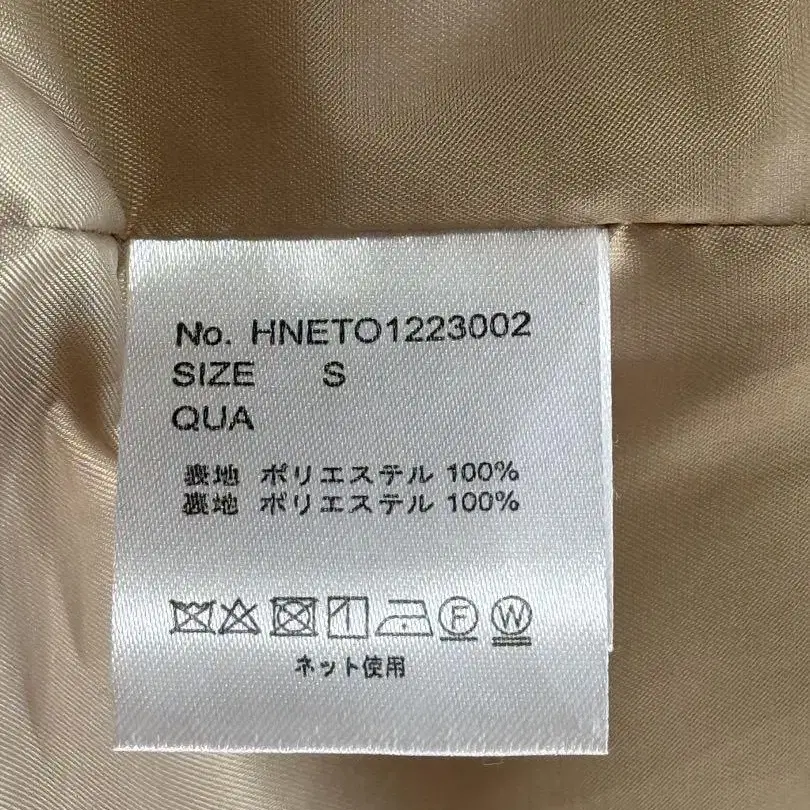 No. HNETO1223002
SIZE S
QUA
表地 ポリエステル 100%
裏地 ポリエステル 100%
F W
ネット使用